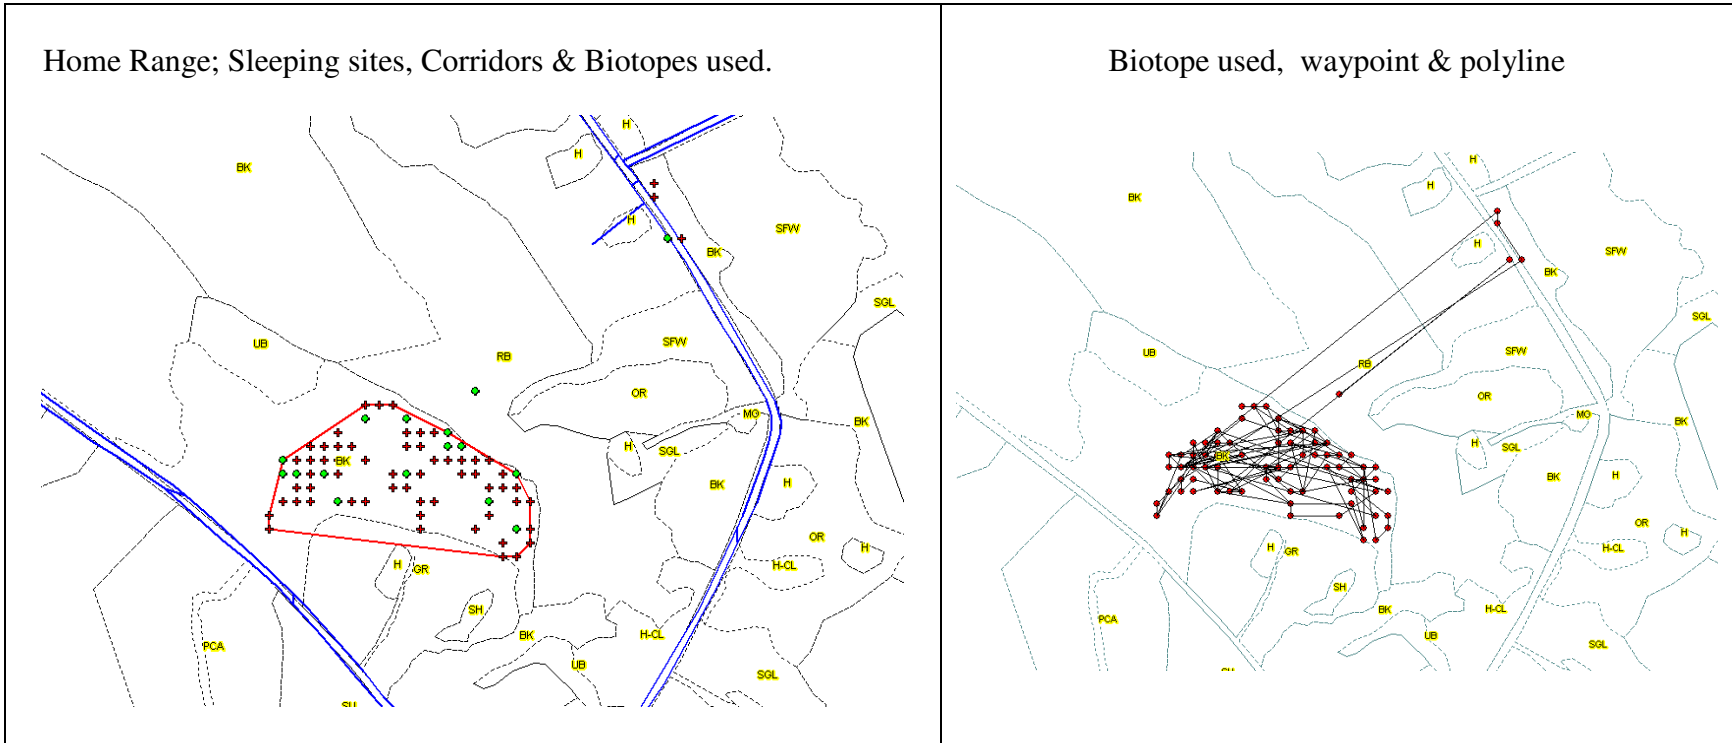 Home Range; Sleeping sites, Corridors & Biotopes used.
H
H
BK
H
SFW
BK
SGL
UB
SFW
RB
OR
MO
BK
H
SGL
BK
BK
H
OR
H
H
GR
H-CL
SH
BK
H-CL
PCA
UB
SGL
Biotope used, waypoint & polyline
H
H
BK
H
SFW
BK
SGL
UB
SFW
RB
OR
MO
BK
H
SGL
BK
BK
H
OR
H
H
GR
H-CL
SH
BK
H-CL
PCA
UB
SGL